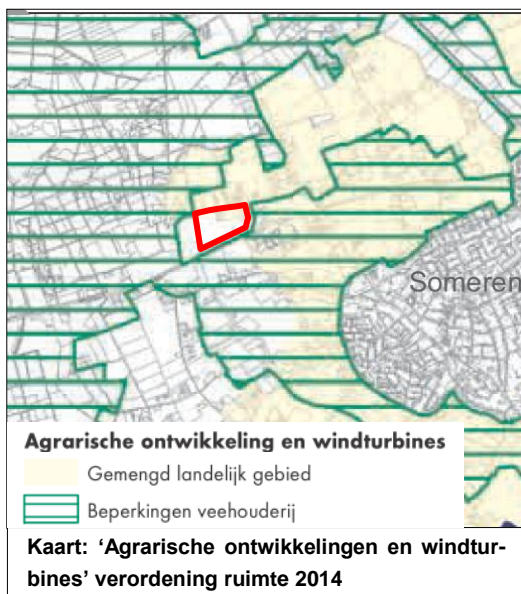 Someren
Agrarische ontwikkeling en windturbines
Gemengd landelijk gebied
Beperkingen veehouderij
Kaart: ‘Agrarische ontwikkelingen en windtur-
bines’ verordening ruimte 2014